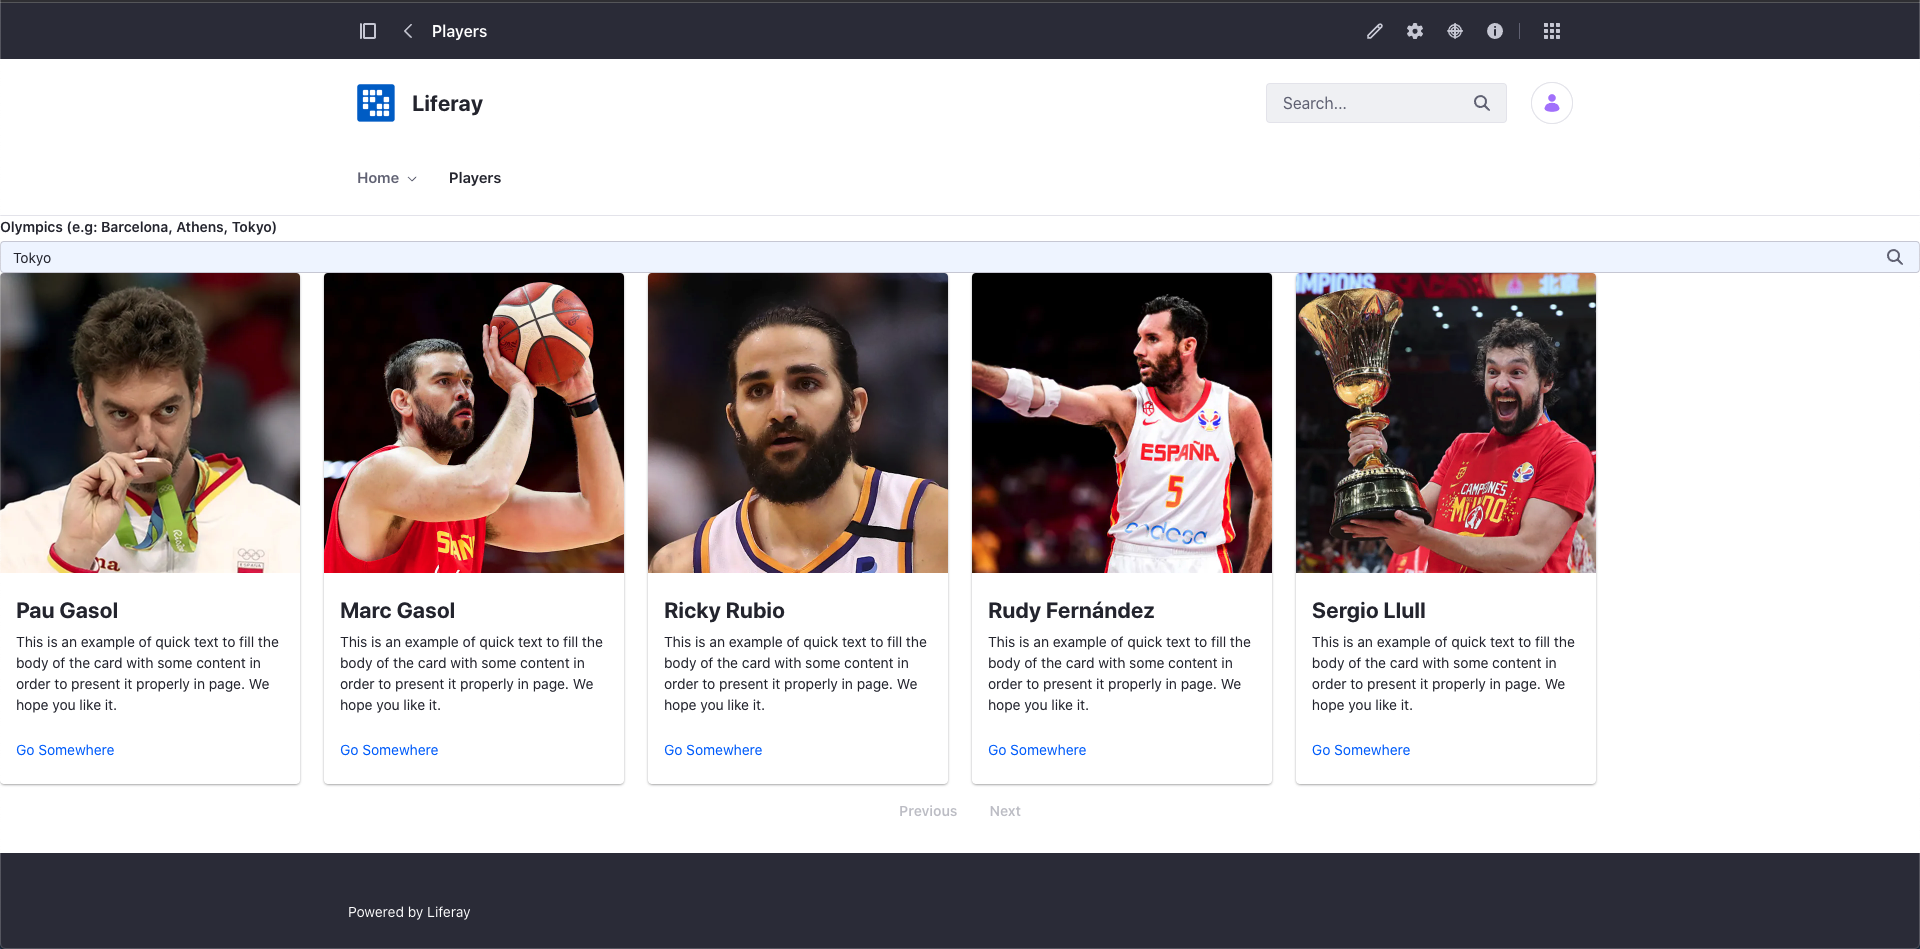 Players
Liferay
Search...
Home
Players
Olympics (e.g: Barcelona, Athens, Tokyo)
Tokyo
ESPAÑA
5
CAMPEONES
Pau Gasol
This is an example of quick text to fill the
body of the card with some content in
order to present it properly in page. We
hope you like it.
Go Somewhere
Marc Gasol
This is an example of quick text to fill the
body of the card with some content in
order to present it properly in page. We
hope you like it.
Go Somewhere
Ricky Rubio
This is an example of quick text to fill the
body of the card with some content in
order to present it properly in page. We
hope you like it.
Go Somewhere
Rudy Fernández
This is an example of quick text to fill the
body of the card with some content in
order to present it properly in page. We
hope you like it.
Go Somewhere
Sergio Llull
This is an example of quick text to fill the
body of the card with some content in
order to present it properly in page. We
hope you like it.
Go Somewhere
Previous Next
Powered by Liferay